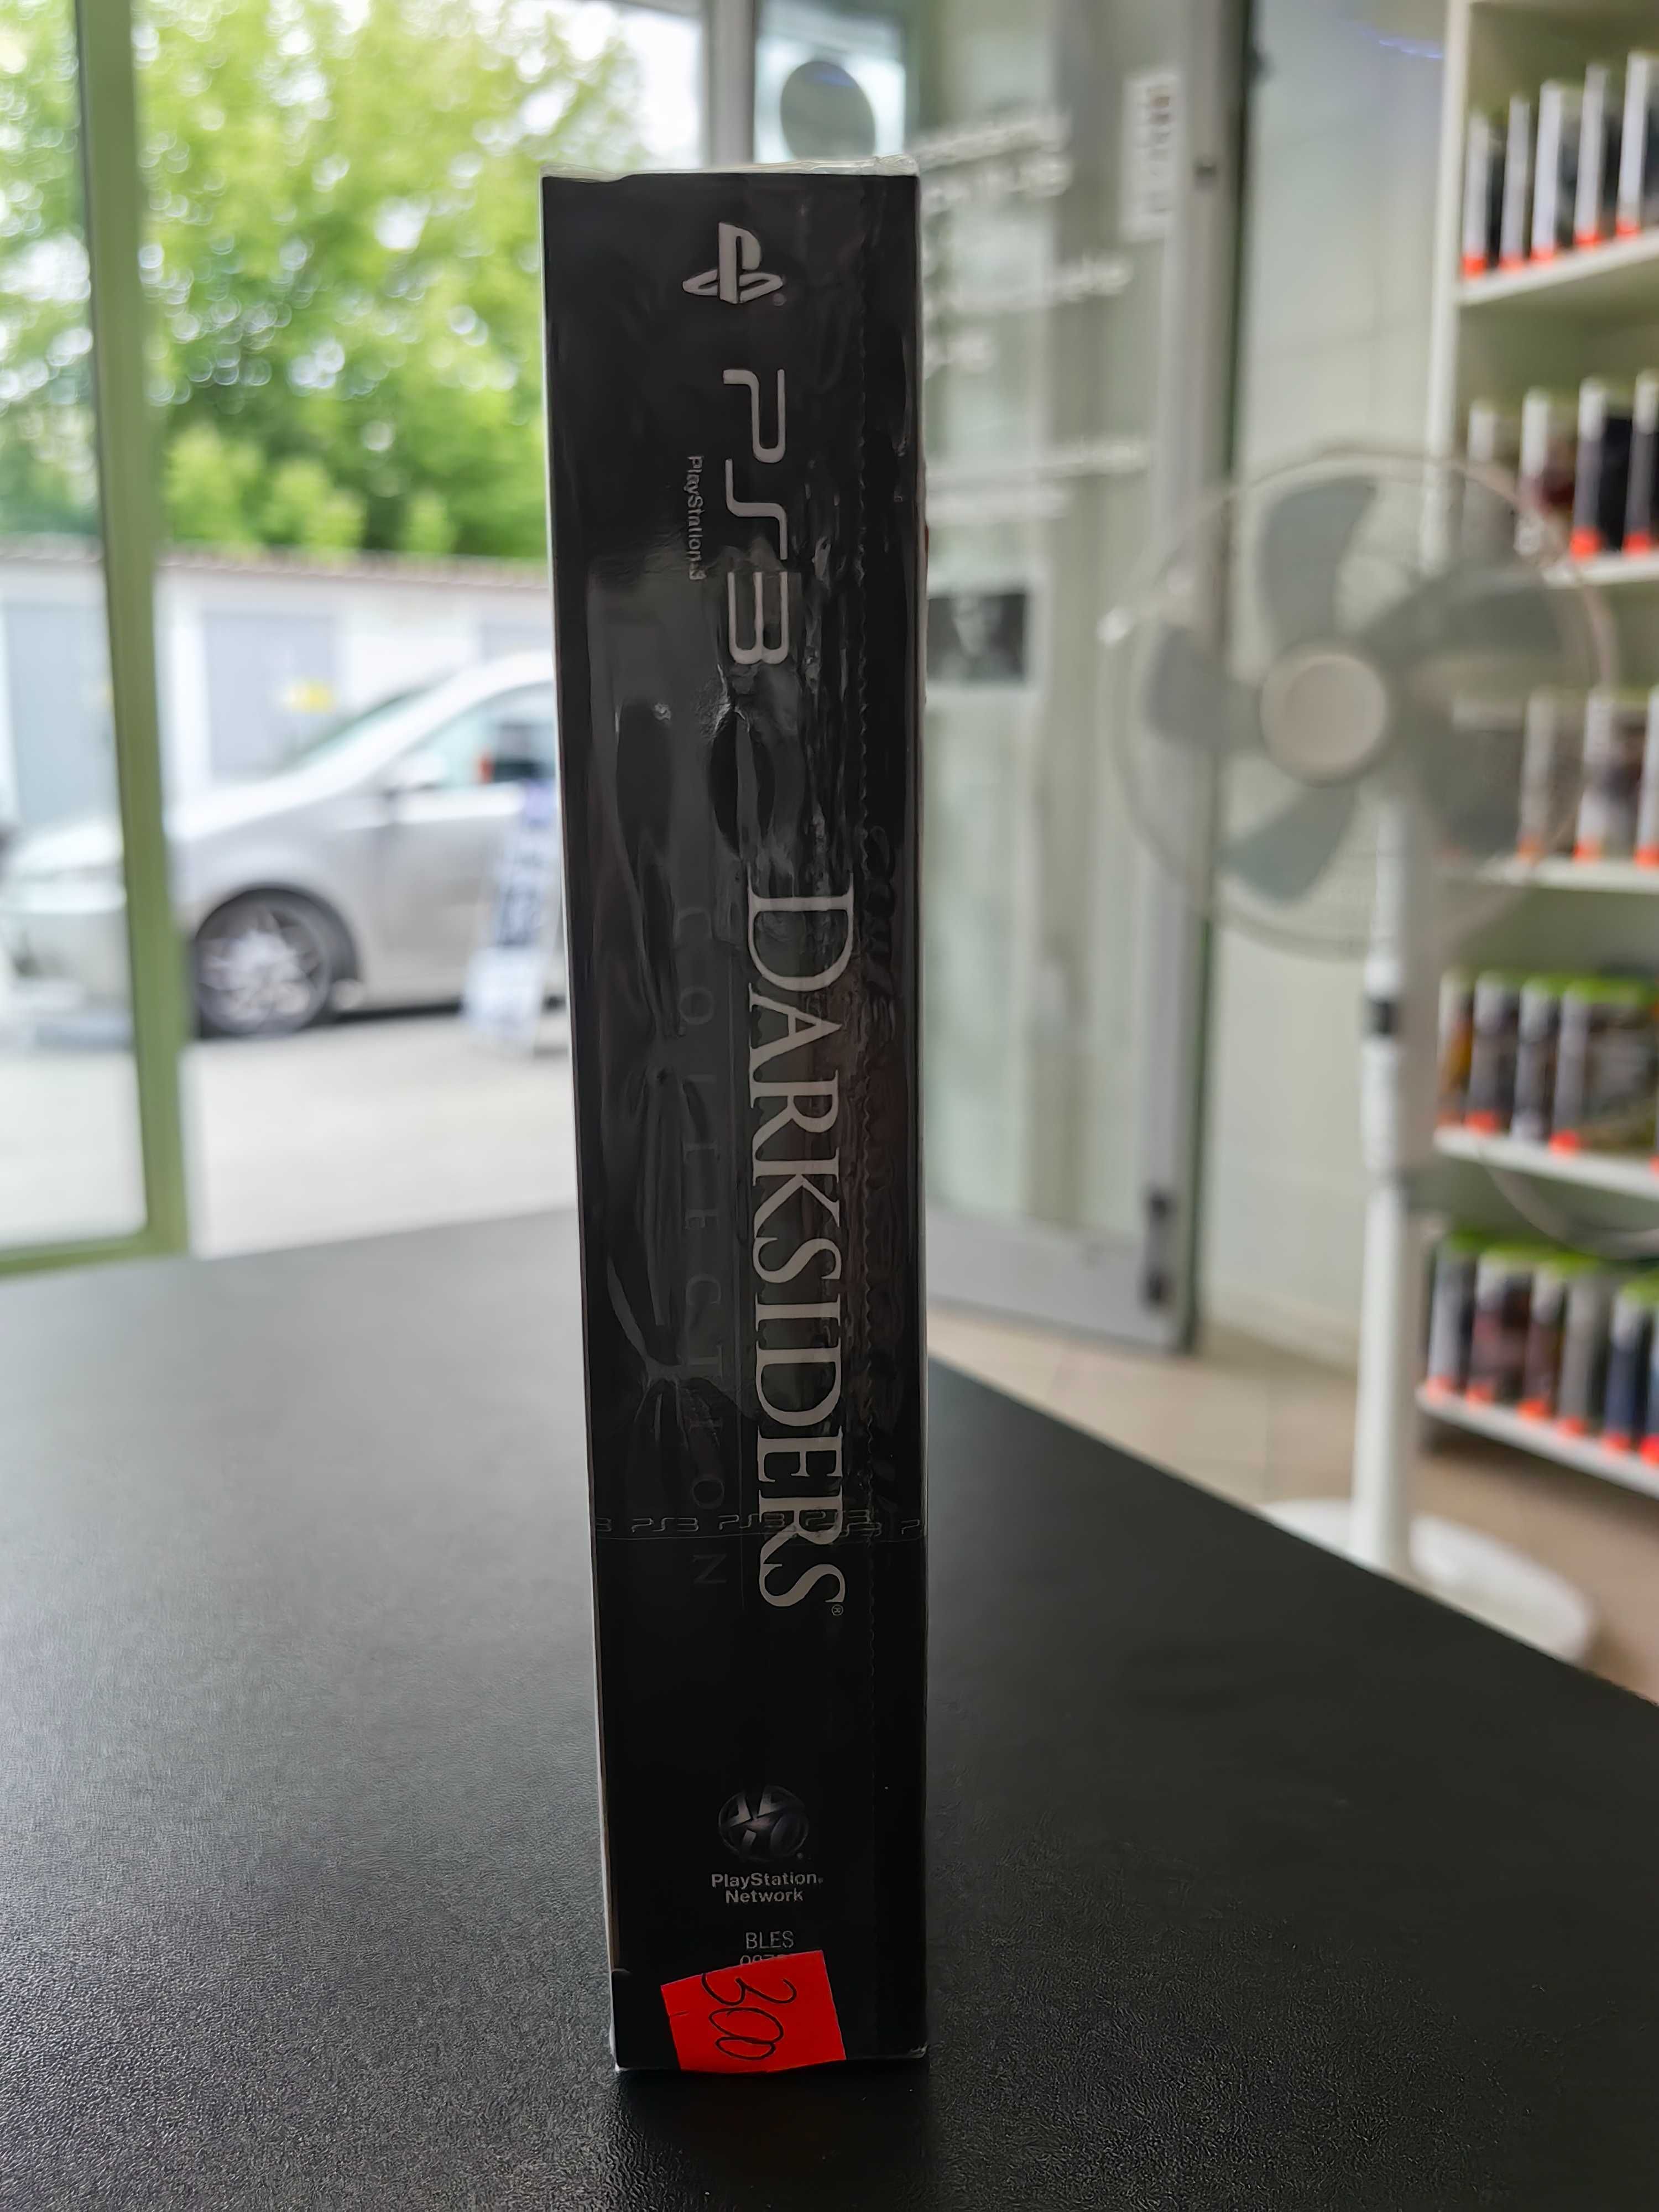 PS3
PlayStation 3
DARKSIDERS®
COLLECTION
PS3 PS3 PS3
PlayStation®
Network
BLES
300